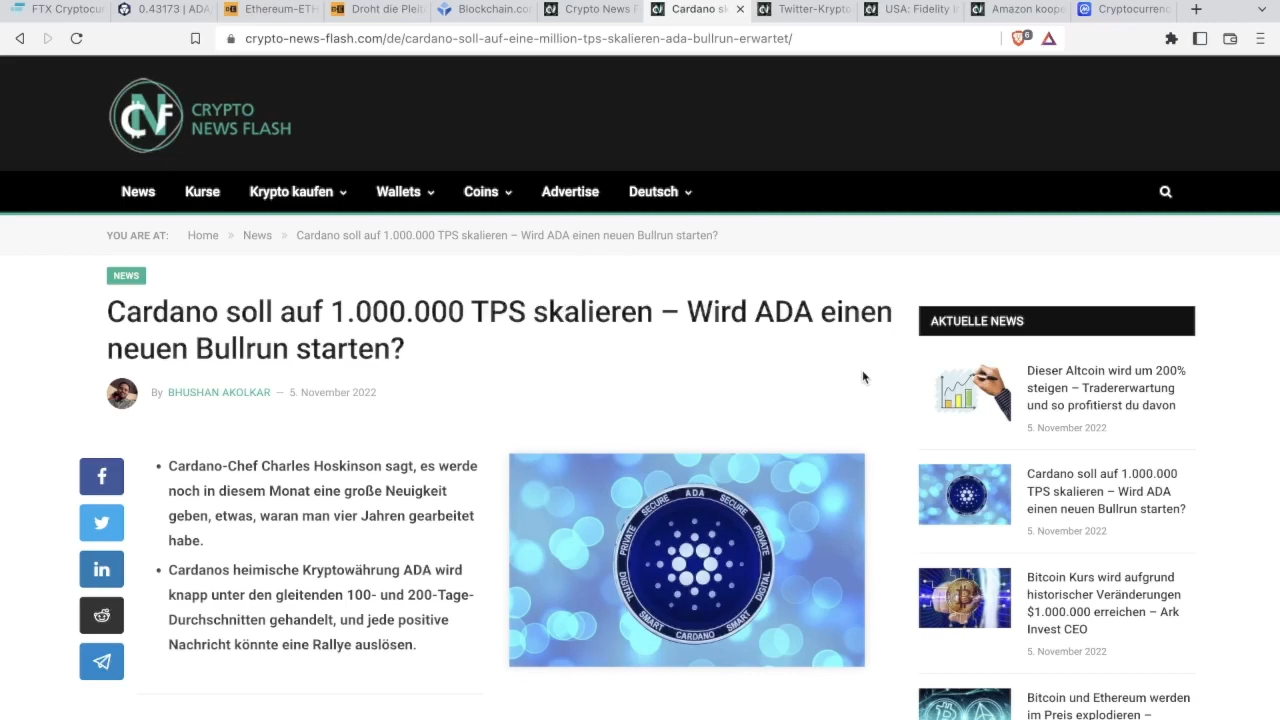 FTX Cryptocur
0.43173 | ADA
Ethereum-ETH
Droht die Pleit
Blockchain.co
Crypto News F
Cardano s
Twitter-Krypto
USA: Fidelity i
Amazon koope
Cryptocurrenc
crypto-news-flash.com/de/cardano-soll-auf-eine-million-tps-skalieren-ada-bullrun-erwartet/
6
CNF
CRYPTO
NEWS FLASH
News Kurse Krypto kaufen Wallets Coins Advertise Deutsch
YOU ARE AT: Home » News » Cardano soll auf 1.000.000 TPS skalieren – Wird ADA einen neuen Bullrun starten?
NEWS
Cardano soll auf 1.000.000 TPS skalieren – Wird ADA einen
neuen Bullrun starten?
By BHUSHAN AKOLKAR — 5. November 2022
• Cardano-Chef Charles Hoskinson sagt, es werde
noch in diesem Monat eine große Neuigkeit
geben, etwas, waran man vier Jahren gearbeitet
habe.
• Cardanos heimische Kryptowährung ADA wird
knapp unter den gleitenden 100- und 200-Tage-
Durchschnitten gehandelt, und jede positive
Nachricht könnte eine Rallye auslösen.
ADA SECURE PRIVATE DIGITAL SMART CARDANO SMART DIGITAL PRIVATE SECURE
AKTUELLE NEWS
Dieser Altcoin wird um 200%
steigen – Tradererwartung
und so profitierst du davon
5. November 2022
Cardano soll auf 1.000.000
TPS skalieren – Wird ADA
einen neuen Bullrun starten?
5. November 2022
Bitcoin Kurs wird aufgrund
historischer Veränderungen
$1.000.000 erreichen – Ark
Invest CEO
5. November 2022
Bitcoin und Ethereum werden
im Preis explodieren –